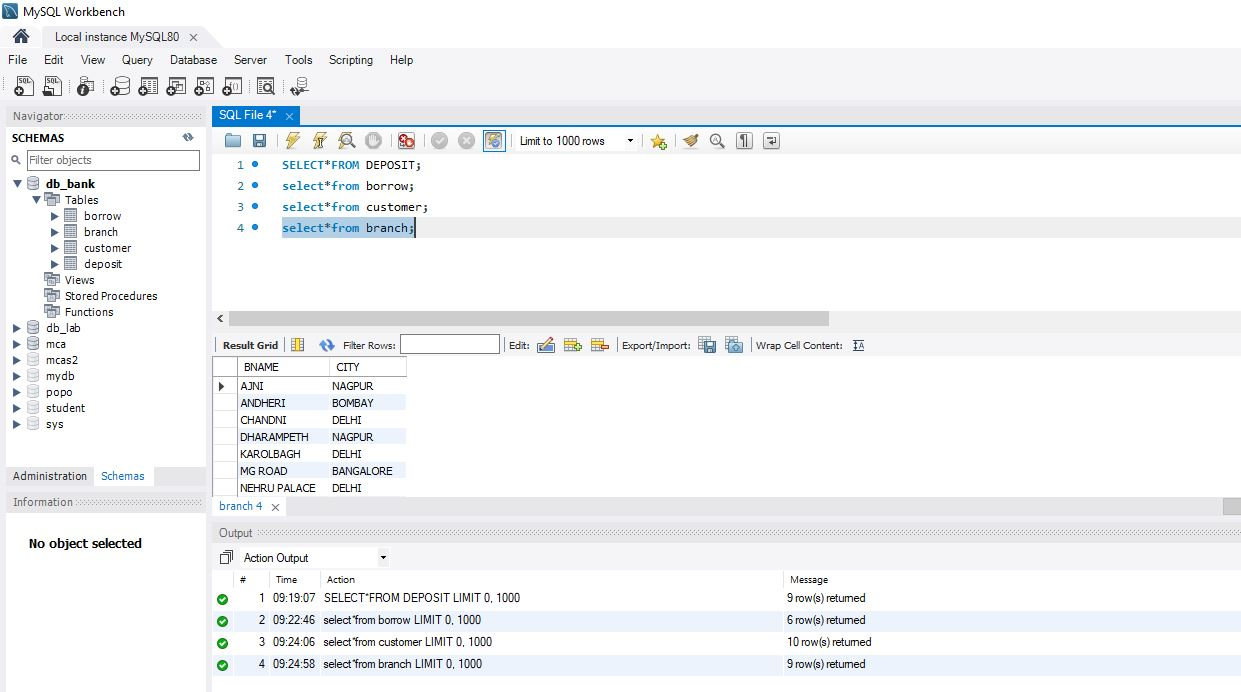 MySQL Workbench
Local instance MySQL80
File Edit View Query Database Server Tools Scripting Help
Navigator
SCHEMAS
Filter objects
db_bank
Tables
borrow
branch
customer
deposit
Views
Stored Procedures
Functions
db_lab
mca
mcas2
mydb
popo
student
sys
Administration Schemas
Information
No object selected
SQL File 4*
Limit to 1000 rows
1 SELECT*FROM DEPOSIT;
2 select*from borrow;
3 select*from customer;
4 select*from branch;
Result Grid Filter Rows: Edit: Export/Import: Wrap Cell Content:
BNAME CITY
AJNI NAGPUR
ANDHERI BOMBAY
CHANDNI DELHI
DHARAMPETH NAGPUR
KAROLBAGH DELHI
MG ROAD BANGALORE
NEHRU PALACE DELHI
branch 4
Output
Action Output
# Time Action Message
1 09:19:07 SELECT*FROM DEPOSIT LIMIT 0, 1000 9 row(s) returned
2 09:22:46 select*from borrow LIMIT 0, 1000 6 row(s) returned
3 09:24:06 select*from customer LIMIT 0, 1000 10 row(s) returned
4 09:24:58 select*from branch LIMIT 0, 1000 9 row(s) returned